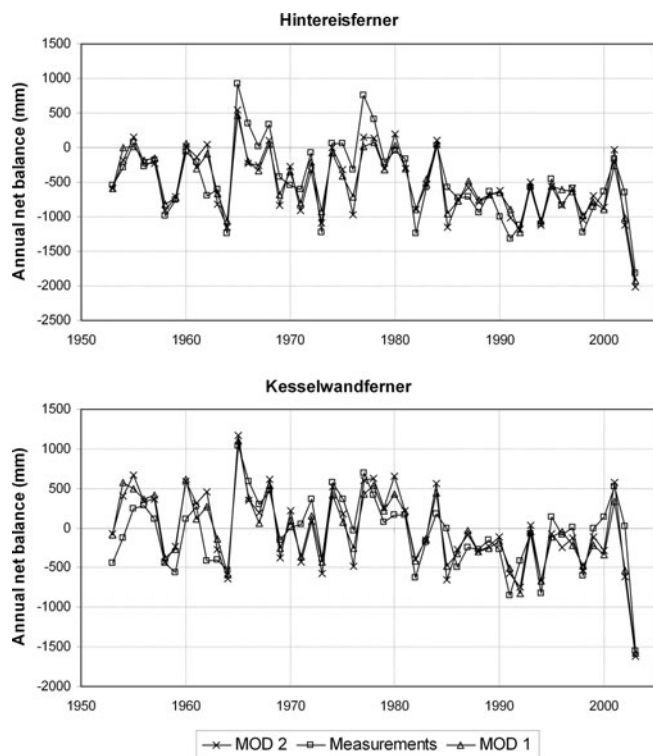 Hintereisferner
Annual net balance (mm)
1500
1000
500
0
-500
-1000
-1500
-2000
-2500
1950 1960 1970 1980 1990 2000
Kesselwandferner
Annual net balance (mm)
1500
1000
500
0
-500
-1000
-1500
-2000
1950 1960 1970 1980 1990 2000
MOD 2 Measurements MOD 1